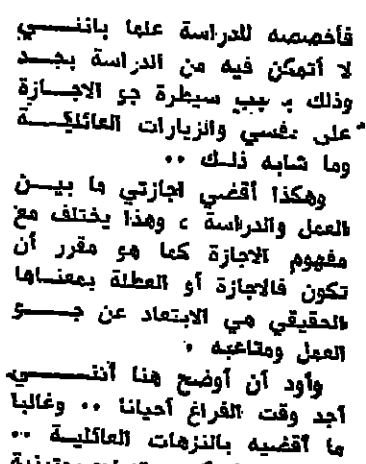 فأخصصه للدراسة علما بانني
لا أتمكن فيه من الدراسة بجد
وذلك بسبب سيطرة جو الاجازة
على نفسي والزيارات العائلية
وما شابه ذلك ..
وهكذا أقضي اجازتي ما بين
العمل والدراسة ، وهذا يختلف مع
مفهوم الاجازة كما هو مقرر أن
تكون فالاجازة أو العطلة بمعناها
الحقيقي هي الابتعاد عن جو
العمل ومتاعبه .
وأود أن أوضح هنا أنني
أجد وقت الفراغ أحيانا .. وغالبا
ما أقضيه بالنزهات العائلية ..